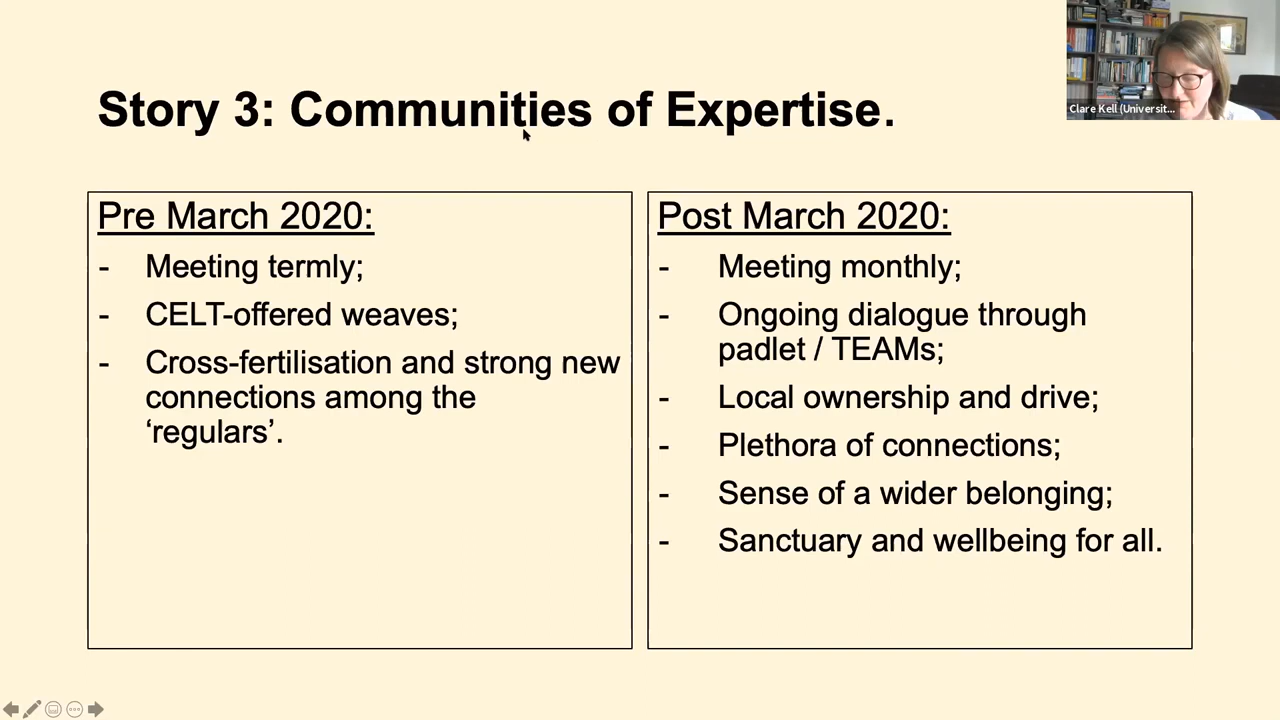 Story 3: Communities of Expertise.
Clare Kell (Universit...
Pre March 2020:
- Meeting termly;
- CELT-offered weaves;
- Cross-fertilisation and strong new
connections among the
‘regulars’.
Post March 2020:
- Meeting monthly;
- Ongoing dialogue through
padlet / TEAMs;
- Local ownership and drive;
- Plethora of connections;
- Sense of a wider belonging;
- Sanctuary and wellbeing for all.